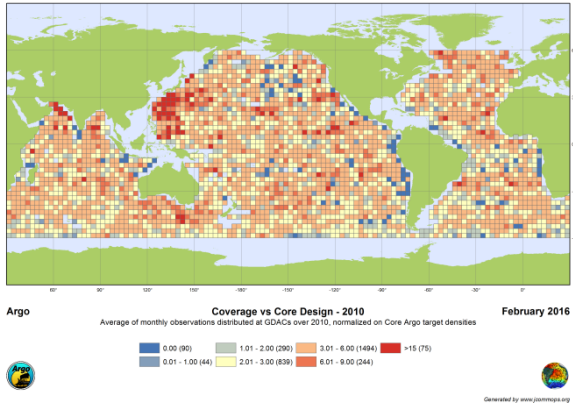 60° 90° 120° 150° 180° -150° -120° -90° -60° -30° 0°
Argo Coverage vs Core Design - 2010 February 2016
Average of monthly observations distributed at GDACs over 2010, normalized on Core Argo target densities
0.00 (90) 1.01 - 2.00 (290) 3.01 - 6.00 (1494) >15 (75)
0.01 - 1.00 (44) 2.01 - 3.00 (839) 6.01 - 9.00 (244)
Argo
Generated by www.jcommops.org